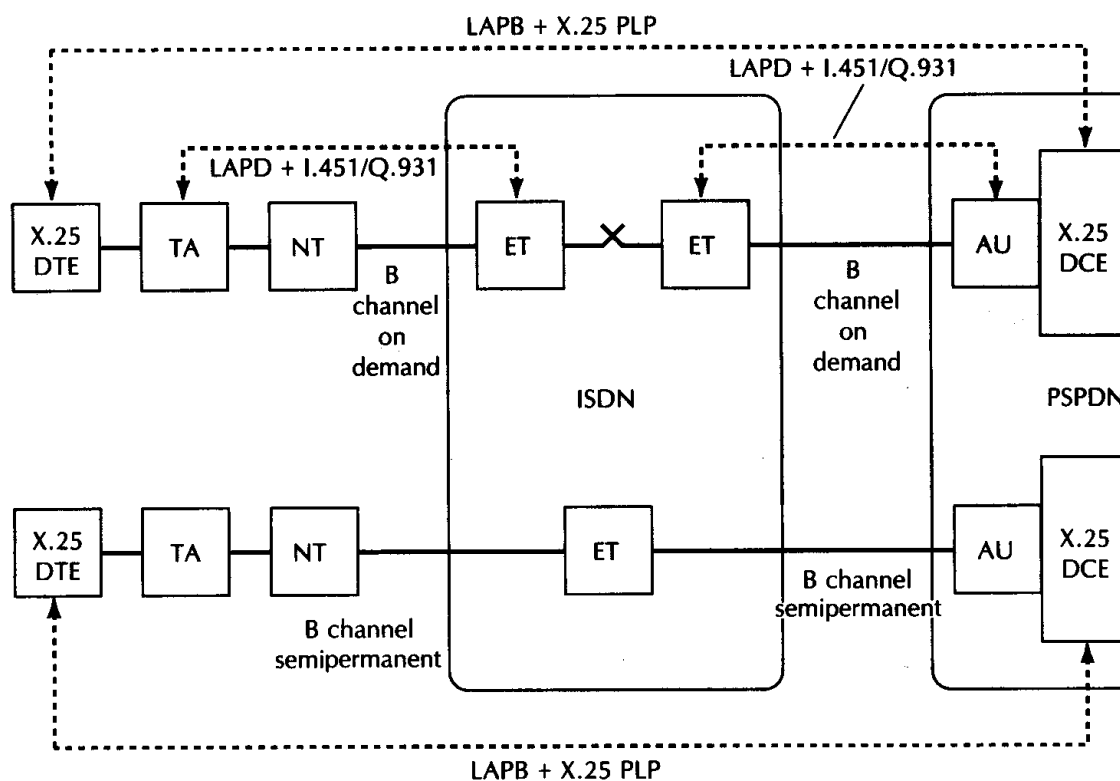 LAPB + X.25 PLP
LAPD + I.451/Q.931
LAPD + I.451/Q.931
X.25
DTE
TA
NT
ET
ET
AU
X.25
DCE
B
channel
on
demand
B
channel
on
demand
ISDN
PSPDN
X.25
DTE
TA
NT
ET
AU
X.25
DCE
B channel
semipermanent
B channel
semipermanent
LAPB + X.25 PLP